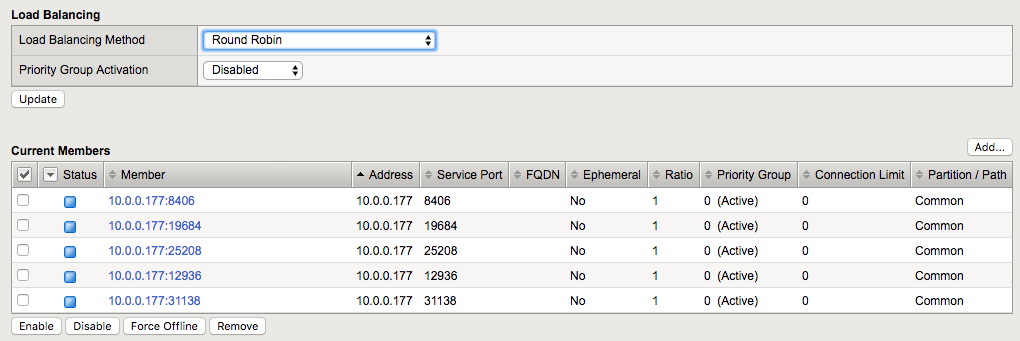 Load Balancing
Load Balancing Method Round Robin
Priority Group Activation Disabled
Update
Current Members Add...
Status Member Address Service Port FQDN Ephemeral Ratio Priority Group Connection Limit Partition / Path
10.0.0.177:8406 10.0.0.177 8406 No 1 0 (Active) 0 Common
10.0.0.177:19684 10.0.0.177 19684 No 1 0 (Active) 0 Common
10.0.0.177:25208 10.0.0.177 25208 No 1 0 (Active) 0 Common
10.0.0.177:12936 10.0.0.177 12936 No 1 0 (Active) 0 Common
10.0.0.177:31138 10.0.0.177 31138 No 1 0 (Active) 0 Common
Enable Disable Force Offline Remove